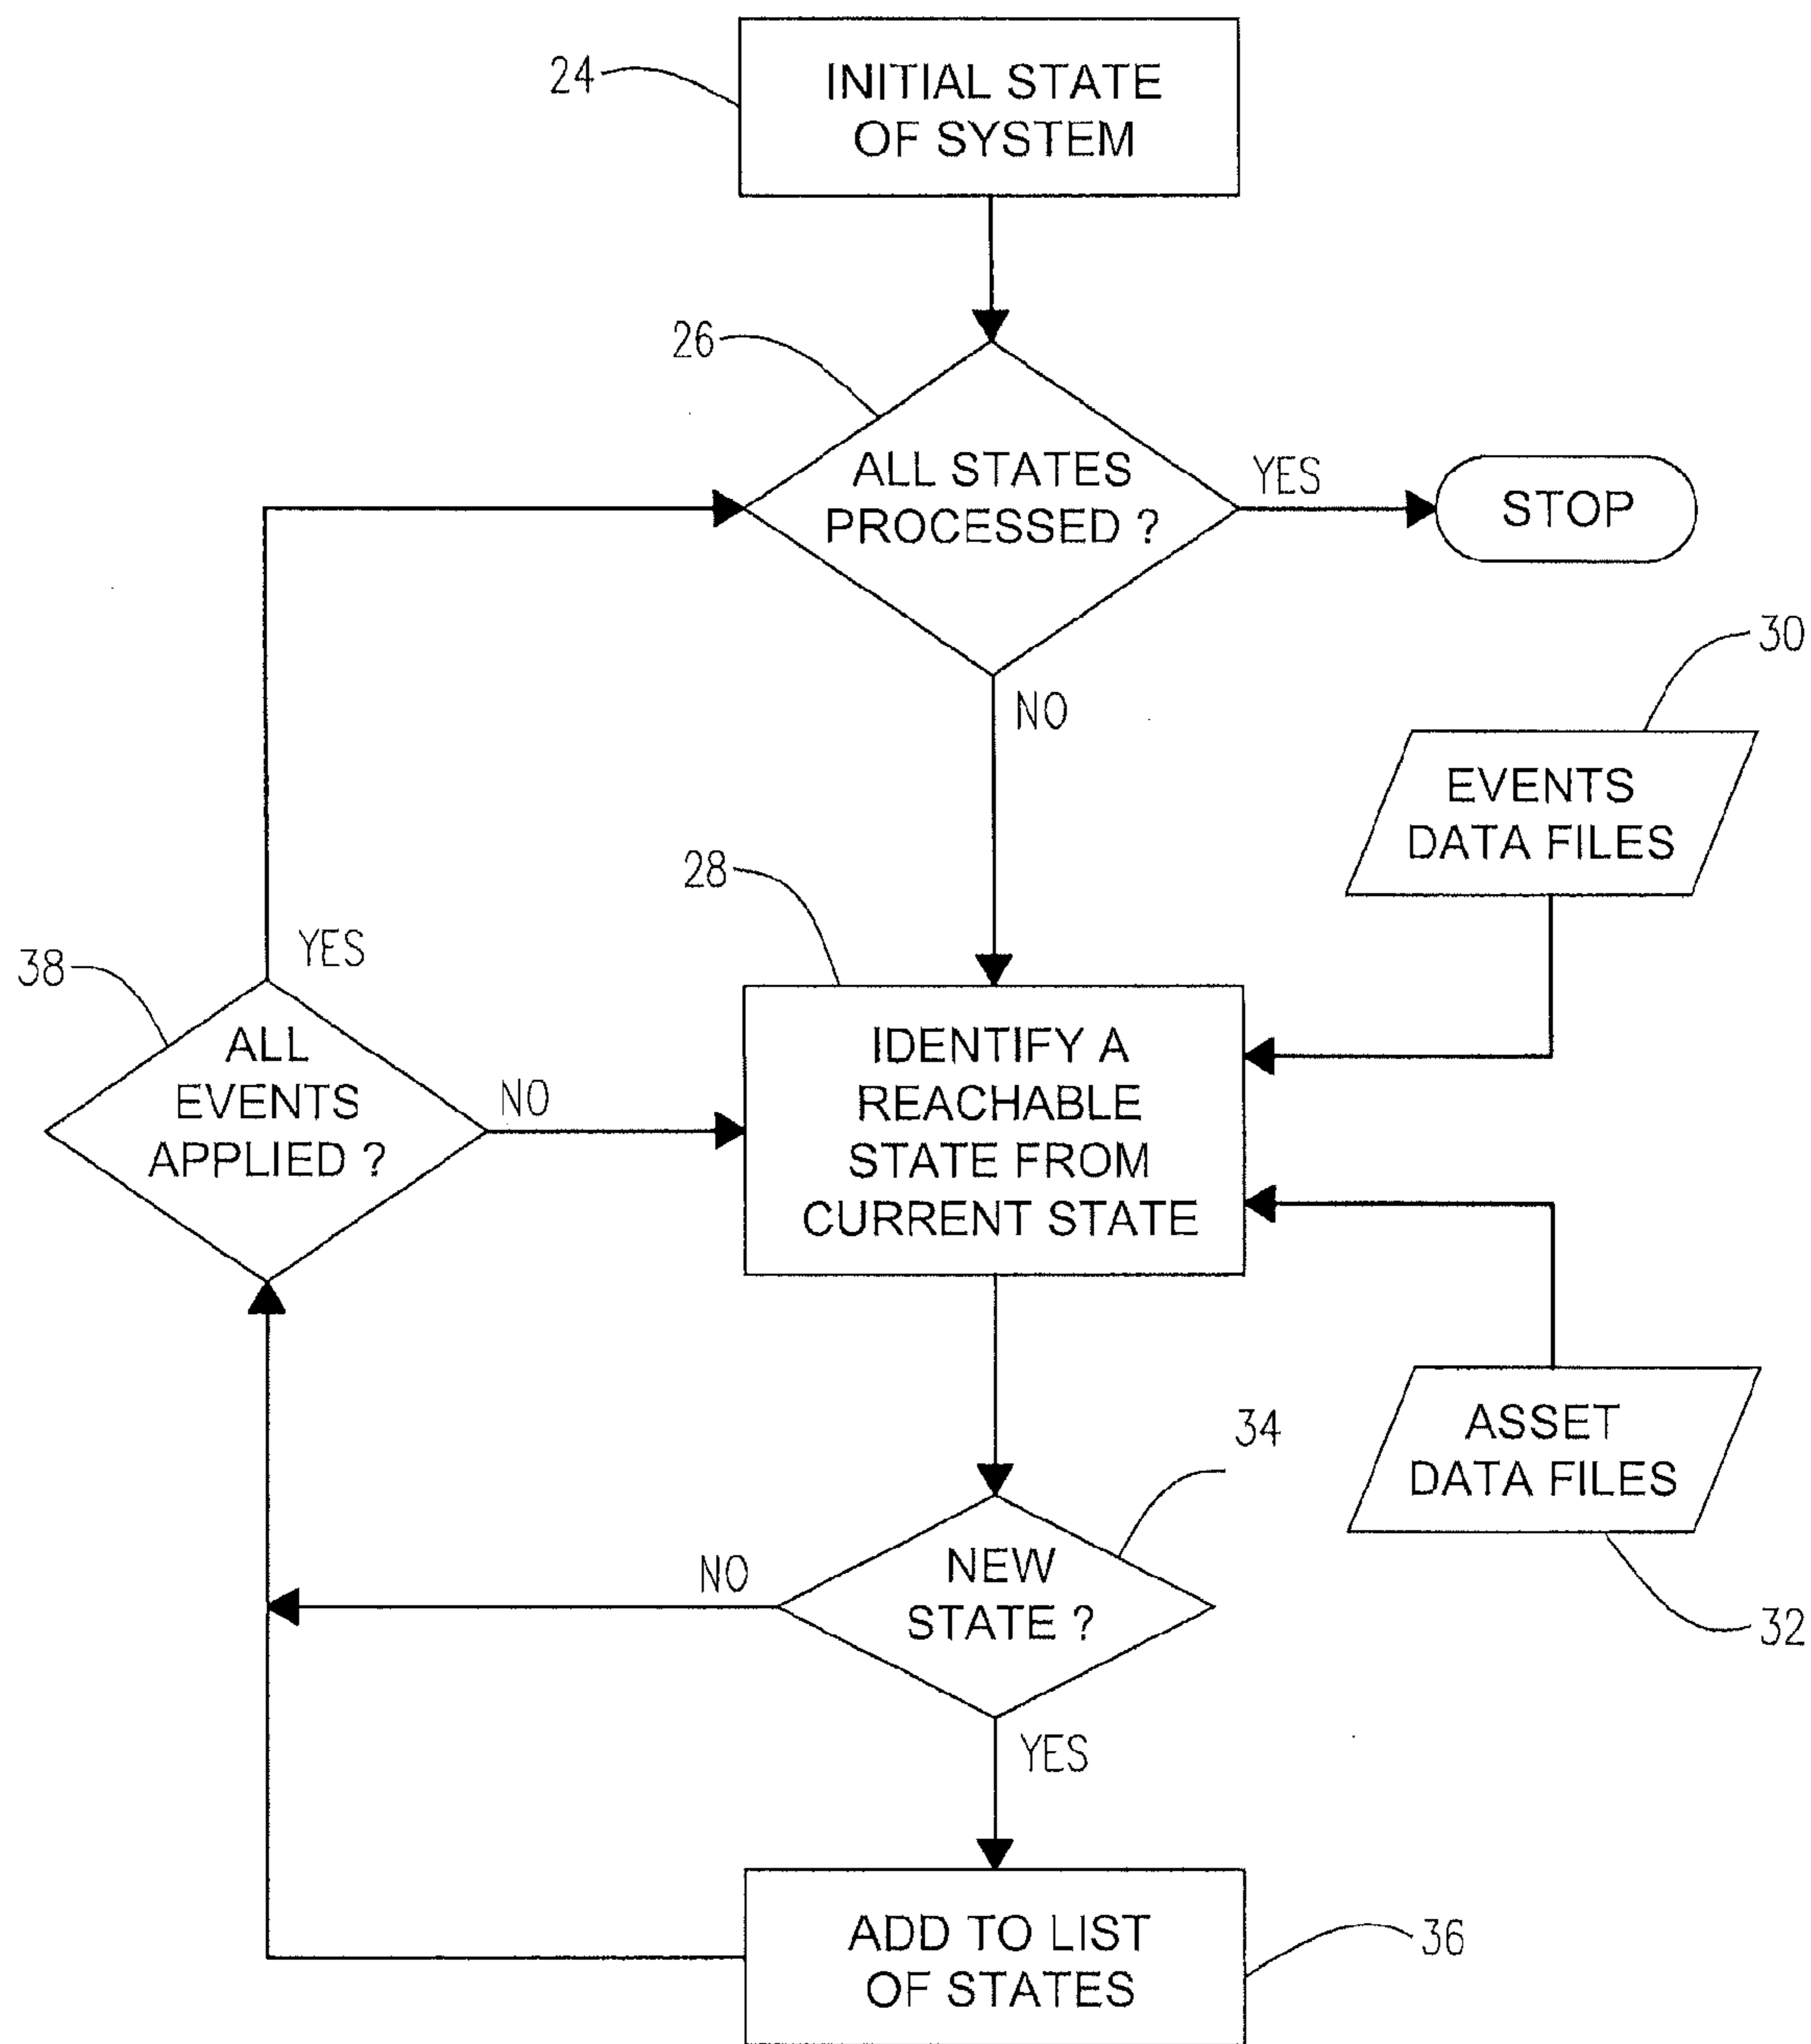 24
INITIAL STATE
OF SYSTEM
26
ALL STATES
PROCESSED ?
YES
STOP
NO
30
EVENTS
DATA FILES
28
IDENTIFY A
REACHABLE
STATE FROM
CURRENT STATE
38
YES
ALL
EVENTS
APPLIED ?
NO
ASSET
DATA FILES
32
34
NEW
STATE ?
NO
YES
ADD TO LIST
OF STATES
36